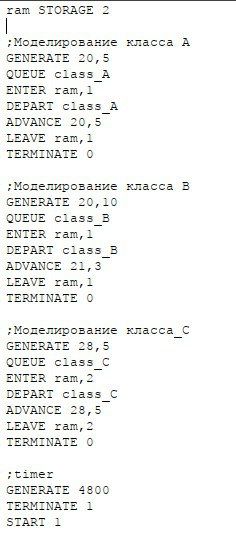 ram STORAGE 2
;Моделирование класса A
GENERATE 20,5
QUEUE class_A
ENTER ram,1
DEPART class_A
ADVANCE 20,5
LEAVE ram,1
TERMINATE 0
;Моделирование класса B
GENERATE 20,10
QUEUE class_B
ENTER ram,1
DEPART class_B
ADVANCE 21,3
LEAVE ram,1
TERMINATE 0
;Моделирование класса_C
GENERATE 28,5
QUEUE class_C
ENTER ram,2
DEPART class_C
ADVANCE 28,5
LEAVE ram,2
TERMINATE 0
;timer
GENERATE 4800
TERMINATE 1
START 1